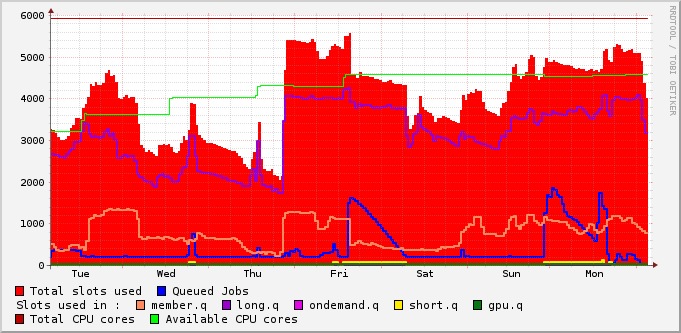 RRDTOOL / TOBI OETIKER
6000
5000
4000
3000
2000
1000
0
Tue Wed Thu Fri Sat Sun Mon
Total slots used Queued Jobs
Slots used in : member.q long.q ondemand.q short.q gpu.q
Total CPU cores Available CPU cores